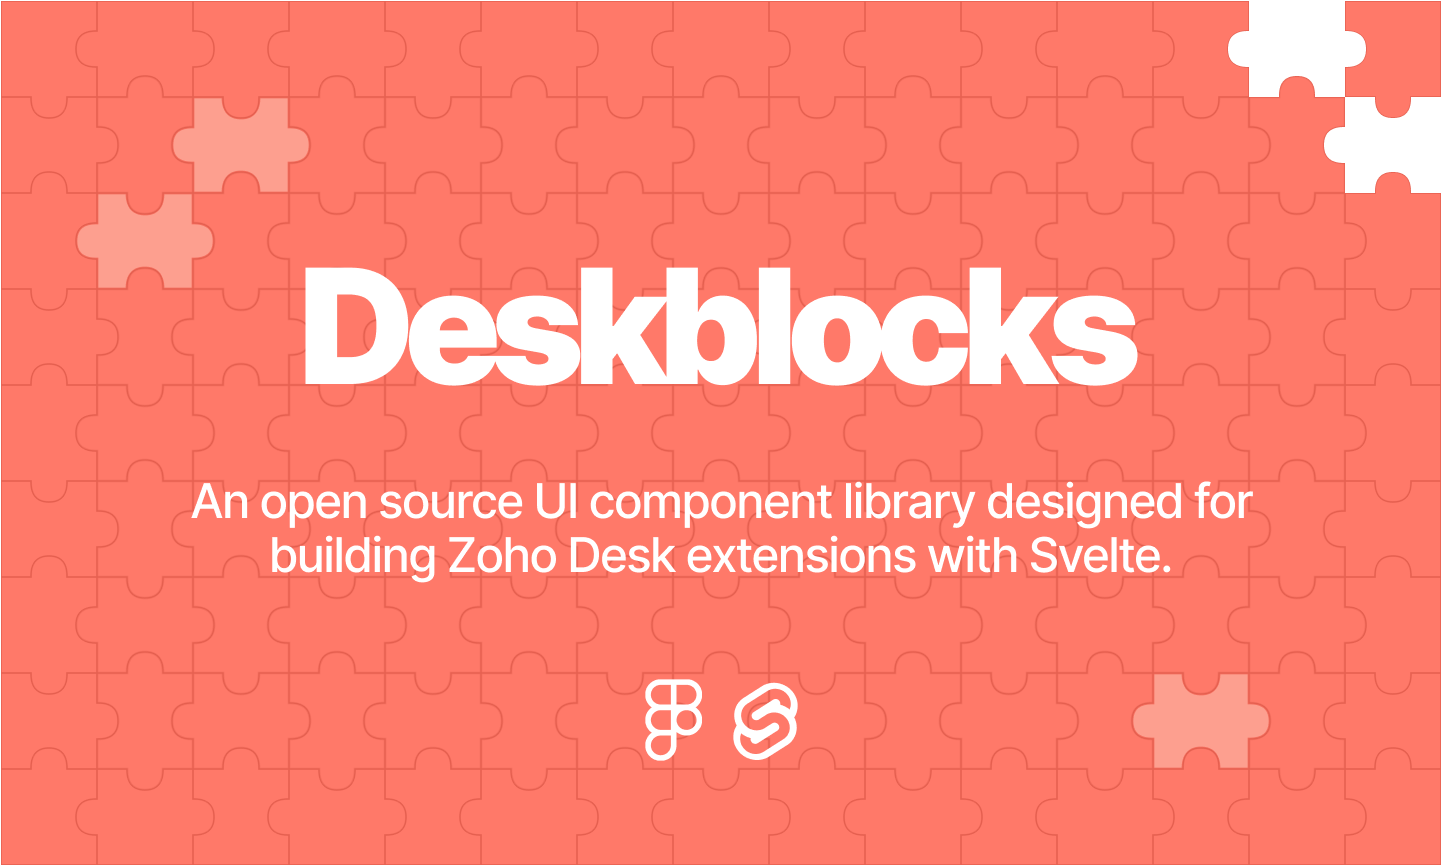 Deskblocks
An open source UI component library designed for
building Zoho Desk extensions with Svelte.